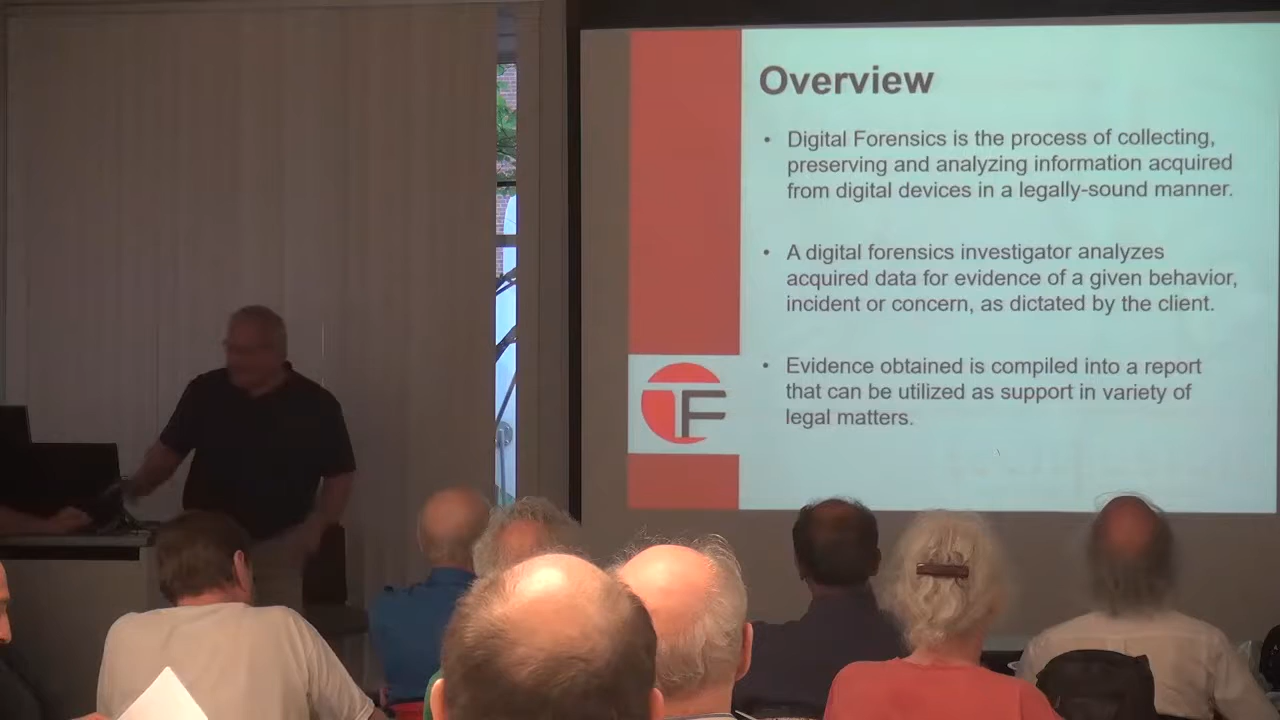 Overview
• Digital Forensics is the process of collecting,
preserving and analyzing information acquired
from digital devices in a legally-sound manner.
• A digital forensics investigator analyzes
acquired data for evidence of a given behavior,
incident or concern, as dictated by the client.
• Evidence obtained is compiled into a report
that can be utilized as support in variety of
legal matters.
TF